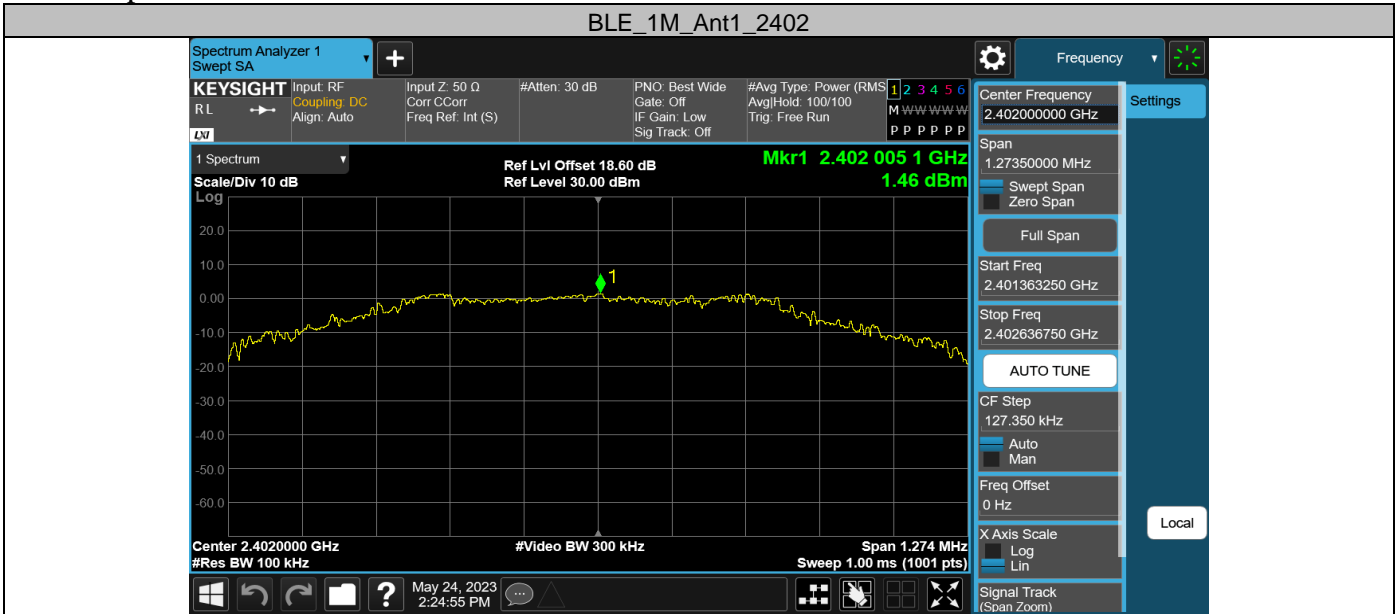 BLE_1M_Ant1_2402
Spectrum Analyzer 1
Swept SA
Frequency
KEYSIGHT
RL
LXI
Input: RF
Coupling: DC
Align: Auto
Input Z: 50 Ω
Corr CCorr
Freq Ref: Int (S)
#Atten: 30 dB
PNO: Best Wide
Gate: Off
IF Gain: Low
Sig Track: Off
#Avg Type: Power (RMS
Avg|Hold: 100/100
Trig: Free Run
1 2 3 4 5 6
M W W W W W
P P P P P P
1 Spectrum
Scale/Div 10 dB
Ref Lvl Offset 18.60 dB
Ref Level 30.00 dBm
Mkr1 2.402 005 1 GHz
1.46 dBm
Log
20.0
10.0
0.00
-10.0
-20.0
-30.0
-40.0
-50.0
-60.0
1
Center 2.4020000 GHz
#Res BW 100 kHz
#Video BW 300 kHz
Span 1.274 MHz
Sweep 1.00 ms (1001 pts)
May 24, 2023
2:24:55 PM
Center Frequency
2.402000000 GHz
Span
1.27350000 MHz
Swept Span
Zero Span
Full Span
Start Freq
2.401363250 GHz
Stop Freq
2.402636750 GHz
AUTO TUNE
CF Step
127.350 kHz
Auto
Man
Freq Offset
0 Hz
X Axis Scale
Log
Lin
Signal Track
(Span Zoom)
Settings
Local